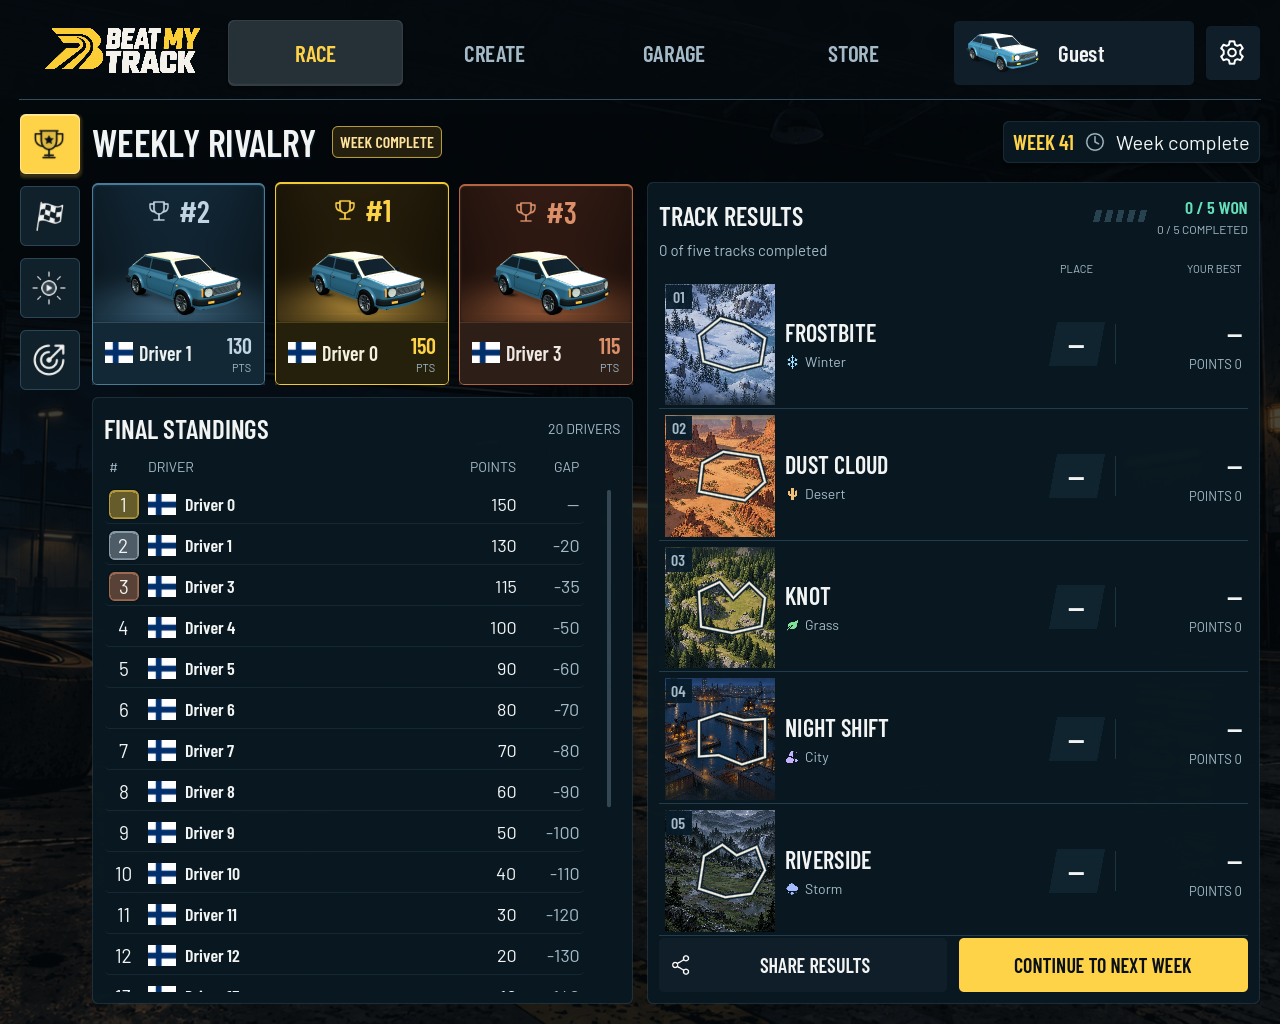 BEAT MY TRACK
RACE
CREATE
GARAGE
STORE
Guest
WEEKLY RIVALRY
WEEK COMPLETE
WEEK 41 Week complete
#2
Driver 1
130
PTS
#1
Driver 0
150
PTS
#3
Driver 3
115
PTS
FINAL STANDINGS
20 DRIVERS
# DRIVER POINTS GAP
1 Driver 0 150 —
2 Driver 1 130 -20
3 Driver 3 115 -35
4 Driver 4 100 -50
5 Driver 5 90 -60
6 Driver 6 80 -70
7 Driver 7 70 -80
8 Driver 8 60 -90
9 Driver 9 50 -100
10 Driver 10 40 -110
11 Driver 11 30 -120
12 Driver 12 20 -130
TRACK RESULTS
0 / 5 WON
0 / 5 COMPLETED
0 of five tracks completed
PLACE YOUR BEST
01
FROSTBITE
Winter
—
—
POINTS 0
02
DUST CLOUD
Desert
—
—
POINTS 0
03
KNOT
Grass
—
—
POINTS 0
04
NIGHT SHIFT
City
—
—
POINTS 0
05
RIVERSIDE
Storm
—
—
POINTS 0
SHARE RESULTS
CONTINUE TO NEXT WEEK